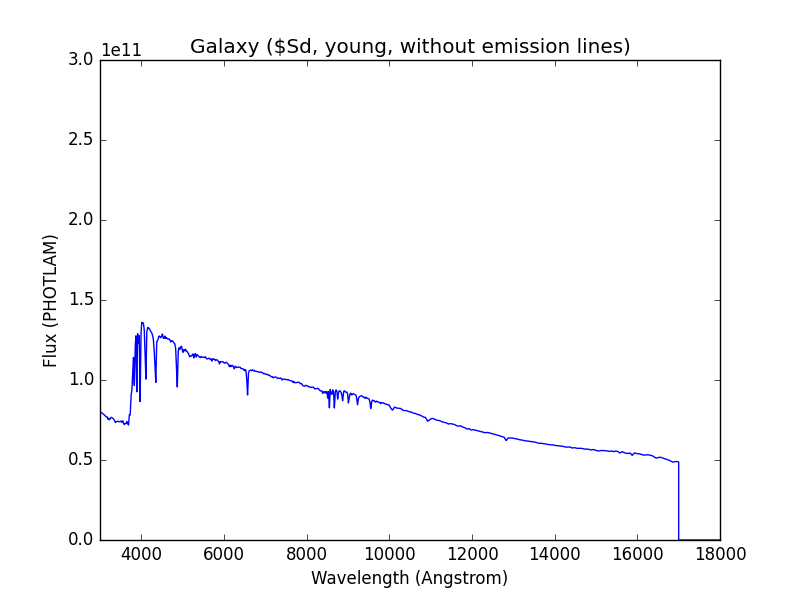 Galaxy ($Sd, young, without emission lines)
1e11
3.0
2.5
2.0
1.5
1.0
0.5
0.0
Flux (PHOTLAM)
4000 6000 8000 10000 12000 14000 16000 18000
Wavelength (Angstrom)